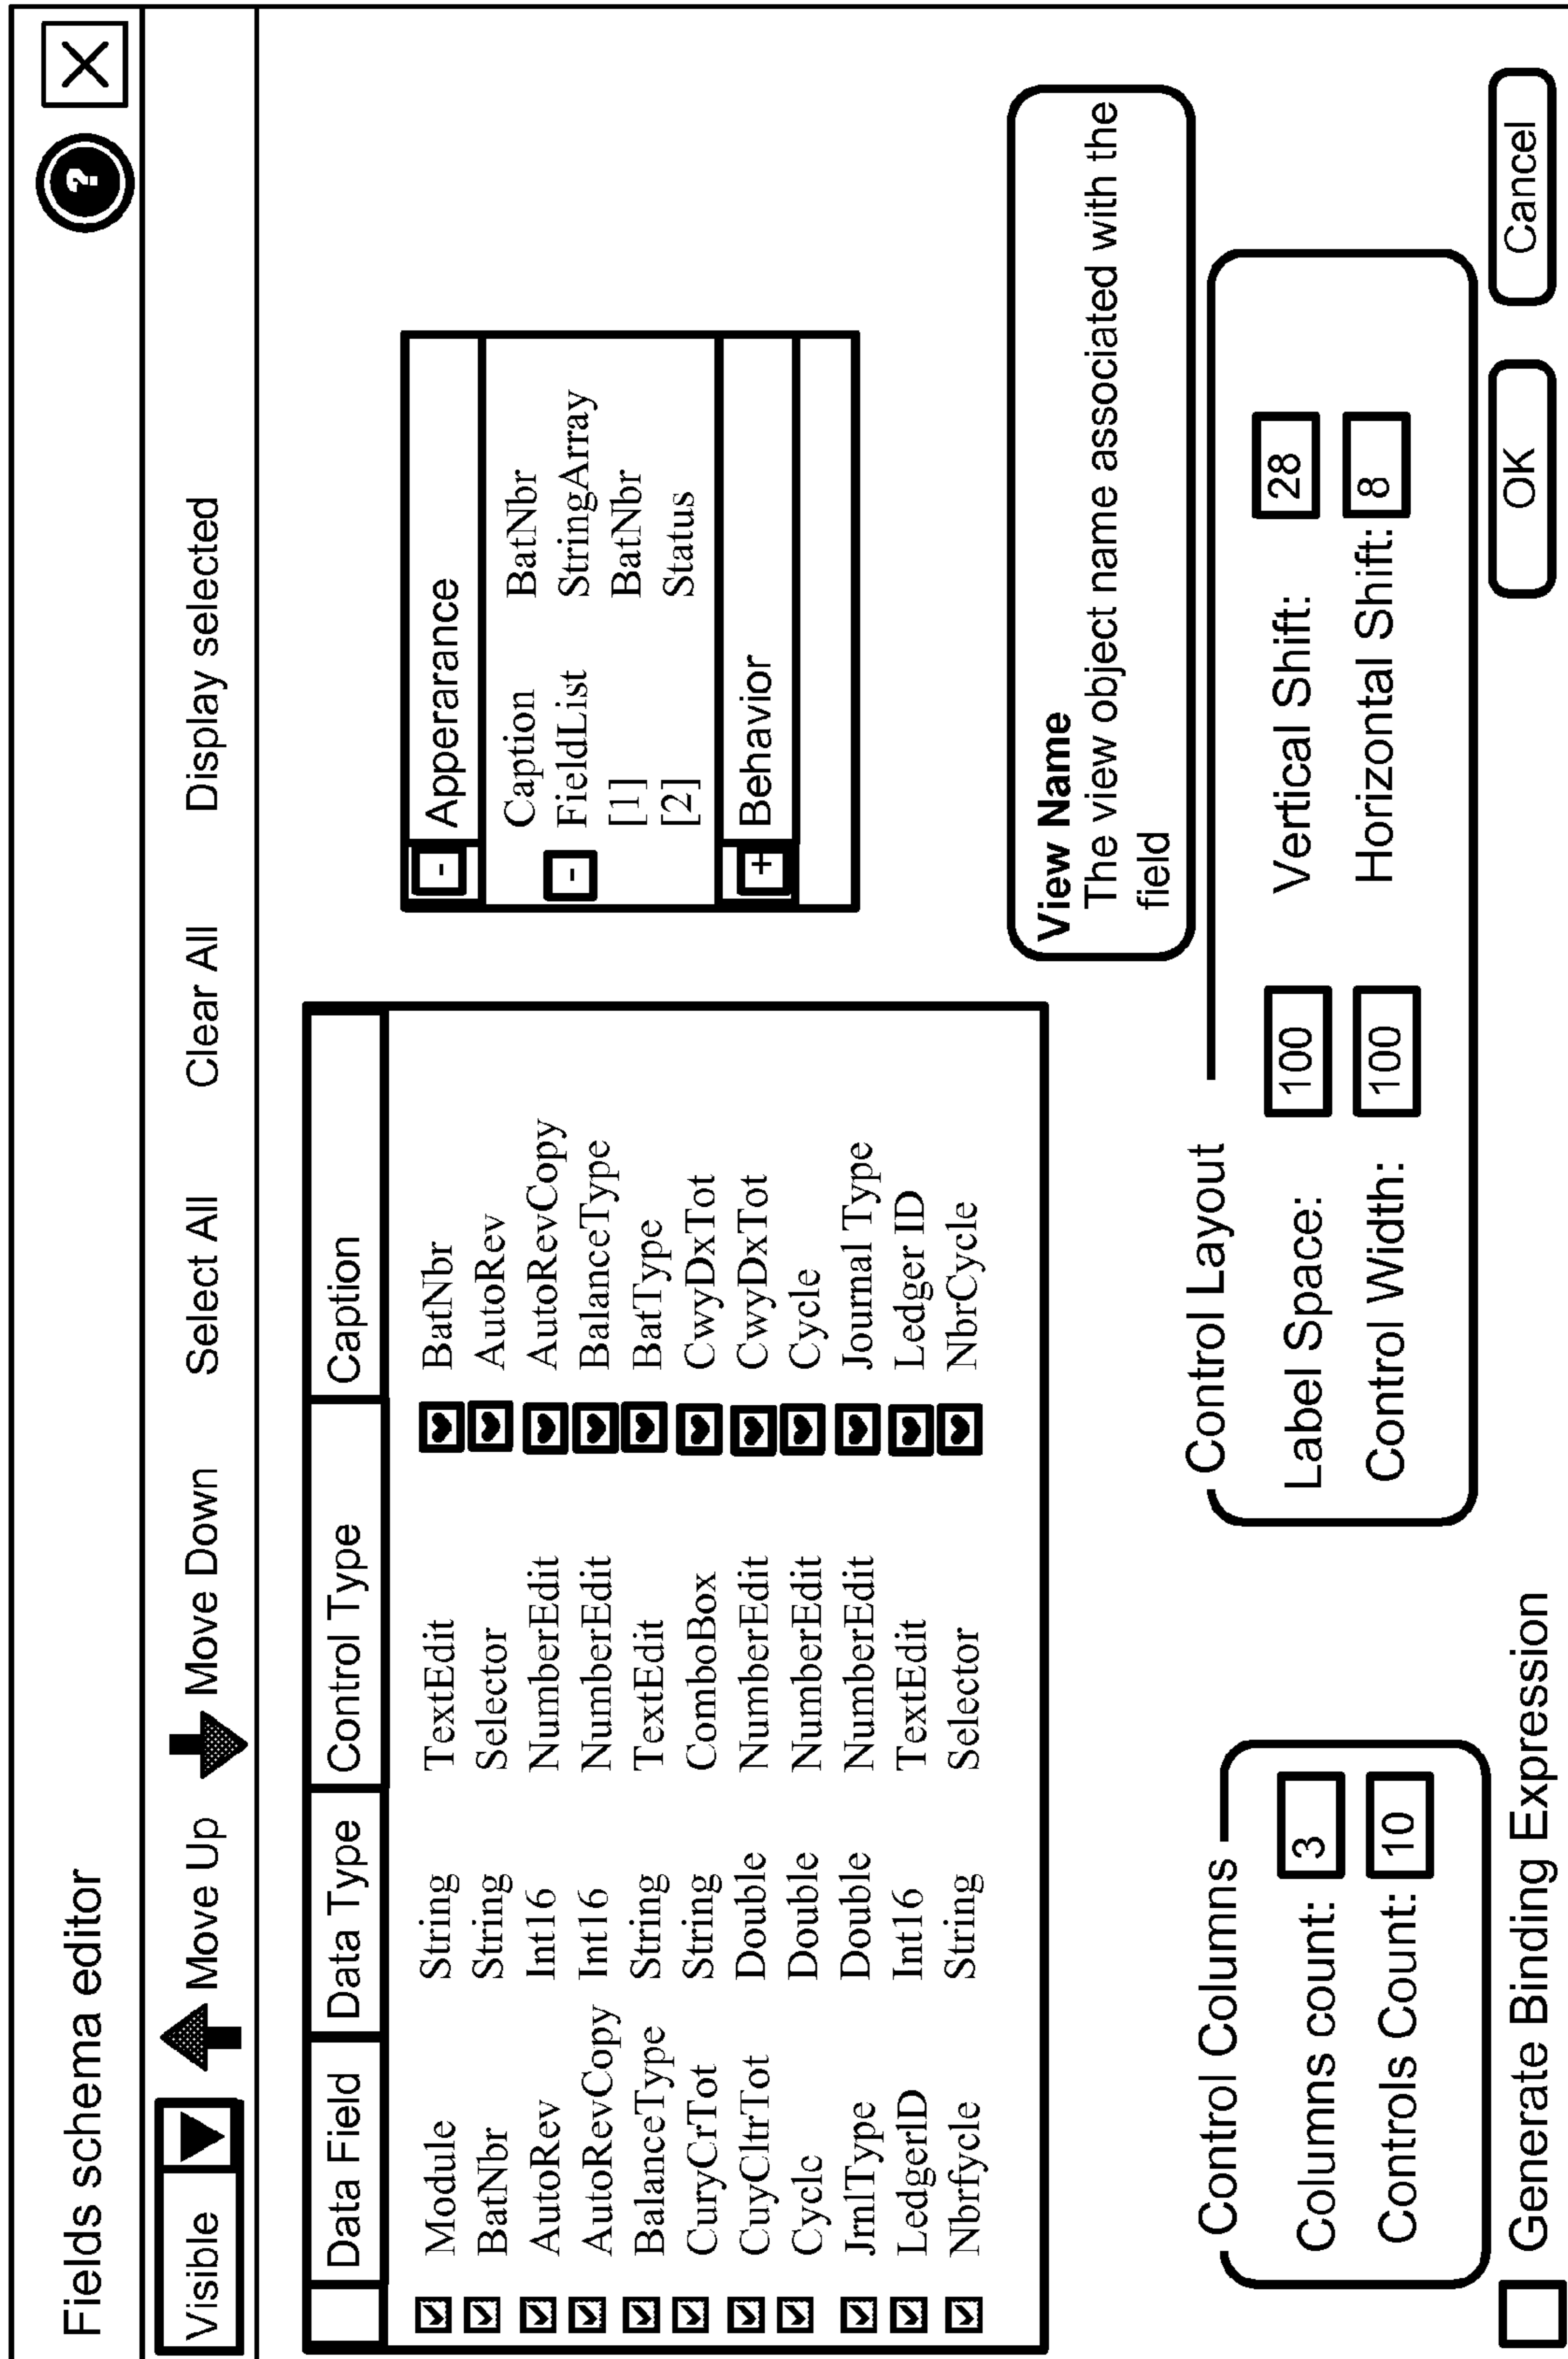 Fields schema editor ? X
Visible Move Up Move Down Select All Clear All Display selected
Data Field Data Type Control Type Caption
Module String TextEdit BatNbr
BatNbr String Selector AutoRev
AutoRev Int16 NumberEdit AutoRevCopy
AutoRevCopy Int16 NumberEdit BalanceType
BalanceType String TextEdit BatType
CuryCrTot String ComboBox CwyDxTot
CuyCltrTot Double NumberEdit CwyDxTot
Cyclc Double NumberEdit Cycle
JrnlType Double NumberEdit Journal Type
LedgerID Int16 TextEdit Ledger ID
Nbrfycle String Selector NbrCycle
- Apperarance
Caption BatNbr
- FieldList StringArray
[1] BatNbr
[2] Status
+ Behavior
View Name
The view object name associated with the
field
Control Columns
Columns count: 3
Controls Count: 10
Control Layout
Label Space: 100 Vertical Shift: 28
Control Width: 100 Horizontal Shift: 8
Generate Binding Expression OK Cancel